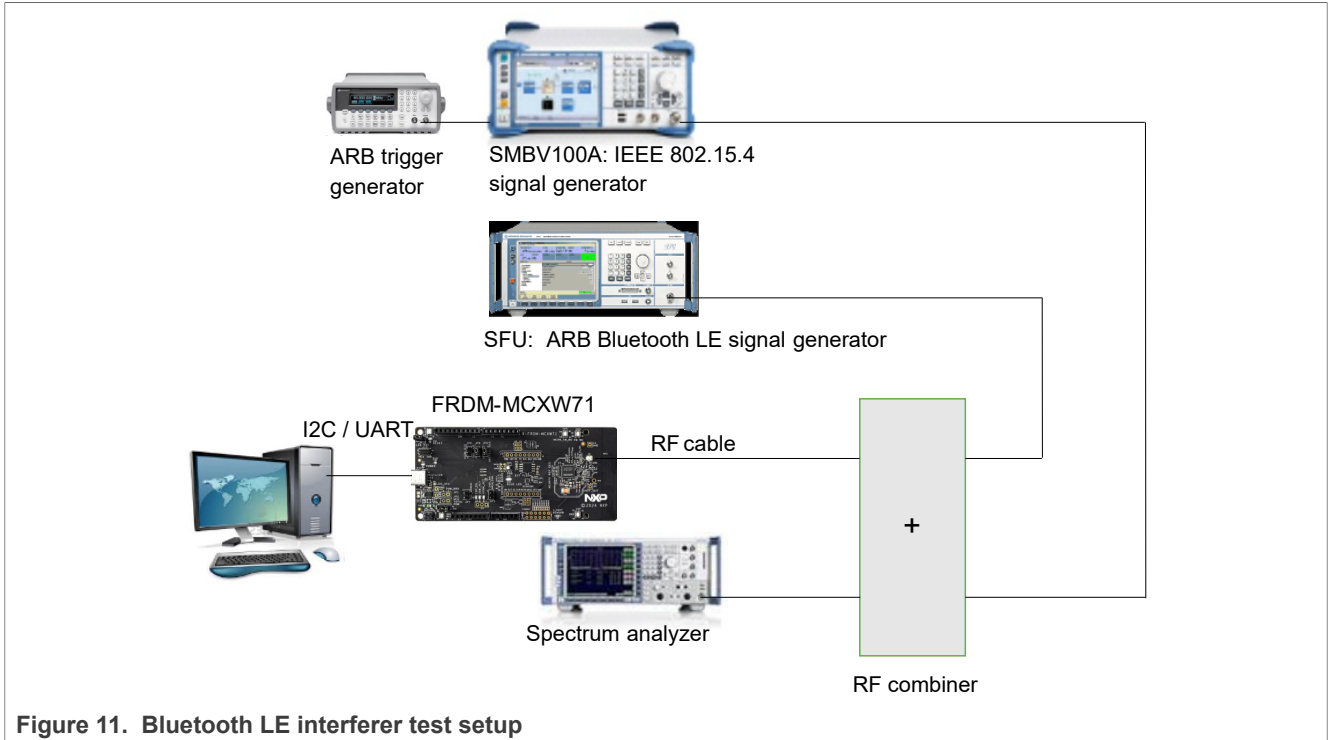 ARB trigger
generator
SMBV100A: IEEE 802.15.4
signal generator
SFU: ARB Bluetooth LE signal generator
FRDM-MCXW71
I2C / UART
RF cable
NXP
+
Spectrum analyzer
RF combiner
Figure 11. Bluetooth LE interferer test setup